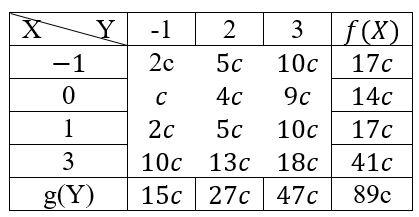 X Y -1 2 3 f(X)
−1 2c 5c 10c 17c
0 c 4c 9c 14c
1 2c 5c 10c 17c
3 10c 13c 18c 41c
g(Y) 15c 27c 47c 89c